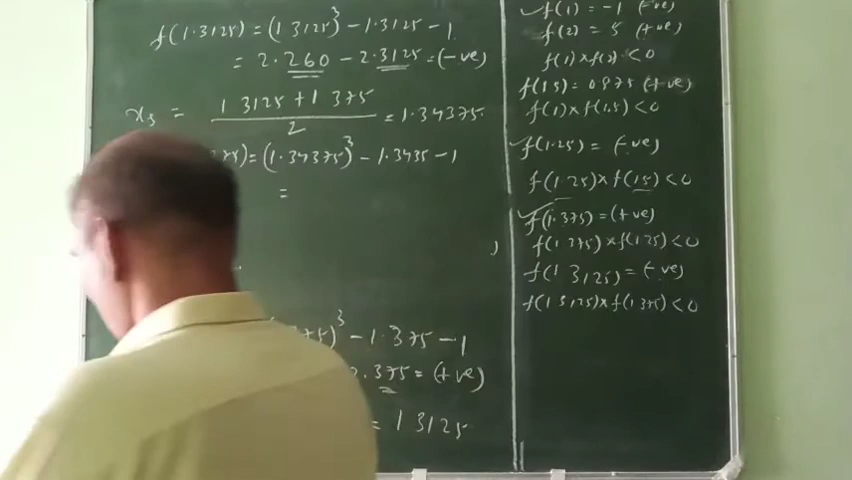 f(1.3125) = (1.3125)³ - 1.3125 - 1
= 2.260 - 2.3125 = (-ve)
x₅ = 1.3125 + 1.375 / 2 = 1.34375
75) = (1.34375)³ - 1.3435 - 1
=
75)³ - 1.375 - 1
2.375 = (+ve)
= 1.3125
f(1) = -1 (-ve)
f(2) = 5 (+ve)
f(1) x f(2) < 0
f(1.5) = 0.875 (+ve)
f(1) x f(1.5) < 0
f(1.25) = (-ve)
f(1.25) x f(1.5) < 0
f(1.375) = (+ve)
f(1.375) x f(1.25) < 0
f(1.3125) = (-ve)
f(1.3125) x f(1.375) < 0